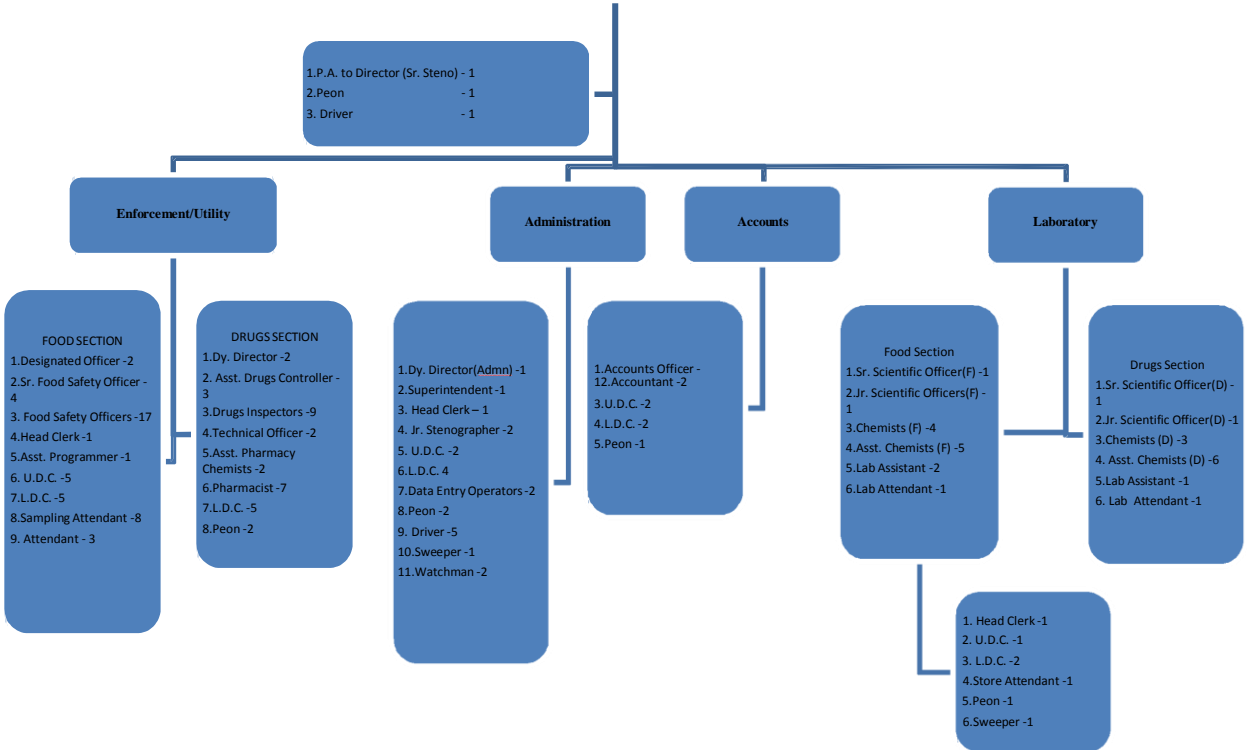 1.P.A. to Director (Sr. Steno) - 1
2.Peon - 1
3. Driver - 1
Enforcement/Utility
Administration
Accounts
Laboratory
FOOD SECTION
1.Designated Officer -2
2.Sr. Food Safety Officer -
4
3. Food Safety Officers -17
4.Head Clerk -1
5.Asst. Programmer -1
6. U.D.C. -5
7.L.D.C. -5
8.Sampling Attendant -8
9. Attendant - 3
DRUGS SECTION
1.Dy. Director -2
2. Asst. Drugs Controller -
3
3.Drugs Inspectors -9
4.Technical Officer -2
5.Asst. Pharmacy
Chemists -2
6.Pharmacist -7
7.L.D.C. -5
8.Peon -2
1.Dy. Director(Admn) -1
2.Superintendent -1
3. Head Clerk – 1
4. Jr. Stenographer -2
5. U.D.C. -2
6.L.D.C. 4
7.Data Entry Operators -2
8.Peon -2
9. Driver -5
10.Sweeper -1
11.Watchman -2
1.Accounts Officer -
12.Accountant -2
3.U.D.C. -2
4.L.D.C. -2
5.Peon -1
Food Section
1.Sr. Scientific Officer(F) -1
2.Jr. Scientific Officers(F) -
1
3.Chemists (F) -4
4.Asst. Chemists (F) -5
5.Lab Assistant -2
6.Lab Attendant -1
Drugs Section
1.Sr. Scientific Officer(D) -
1
2.Jr. Scientific Officer(D) -1
3.Chemists (D) -3
4. Asst. Chemists (D) -6
5.Lab Assistant -1
6. Lab Attendant -1
1. Head Clerk -1
2. U.D.C. -1
3. L.D.C. -2
4.Store Attendant -1
5.Peon -1
6.Sweeper -1